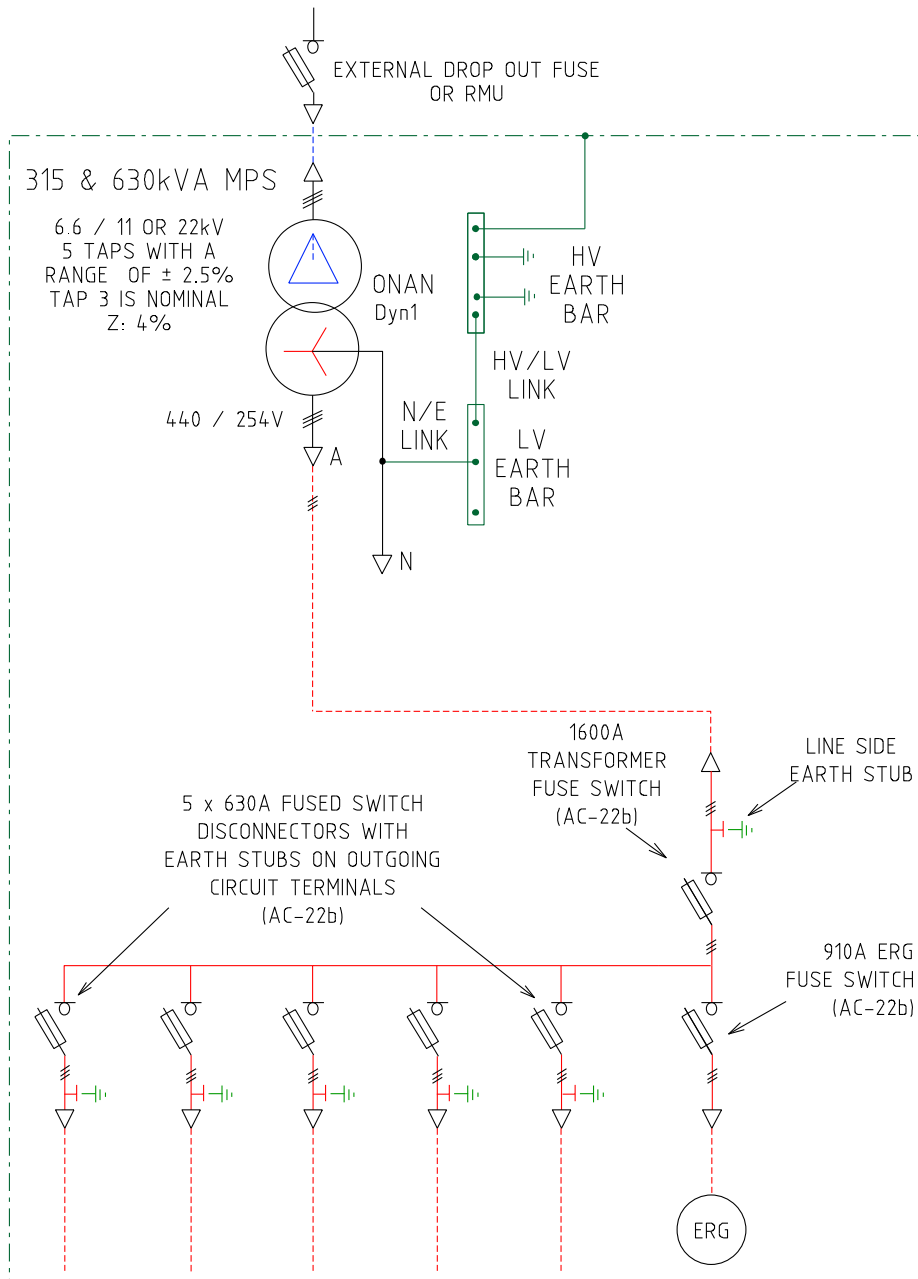 EXTERNAL DROP OUT FUSE
OR RMU
315 & 630kVA MPS
6.6 / 11 OR 22kV
5 TAPS WITH A
RANGE OF ± 2.5%
TAP 3 IS NOMINAL
Z: 4%
ONAN
Dyn1
HV
EARTH
BAR
HV/LV
LINK
440 / 254V
A
N/E
LINK
LV
EARTH
BAR
N
1600A
TRANSFORMER
FUSE SWITCH
(AC-22b)
LINE SIDE
EARTH STUB
5 x 630A FUSED SWITCH
DISCONNECTORS WITH
EARTH STUBS ON OUTGOING
CIRCUIT TERMINALS
(AC-22b)
910A ERG
FUSE SWITCH
(AC-22b)
ERG